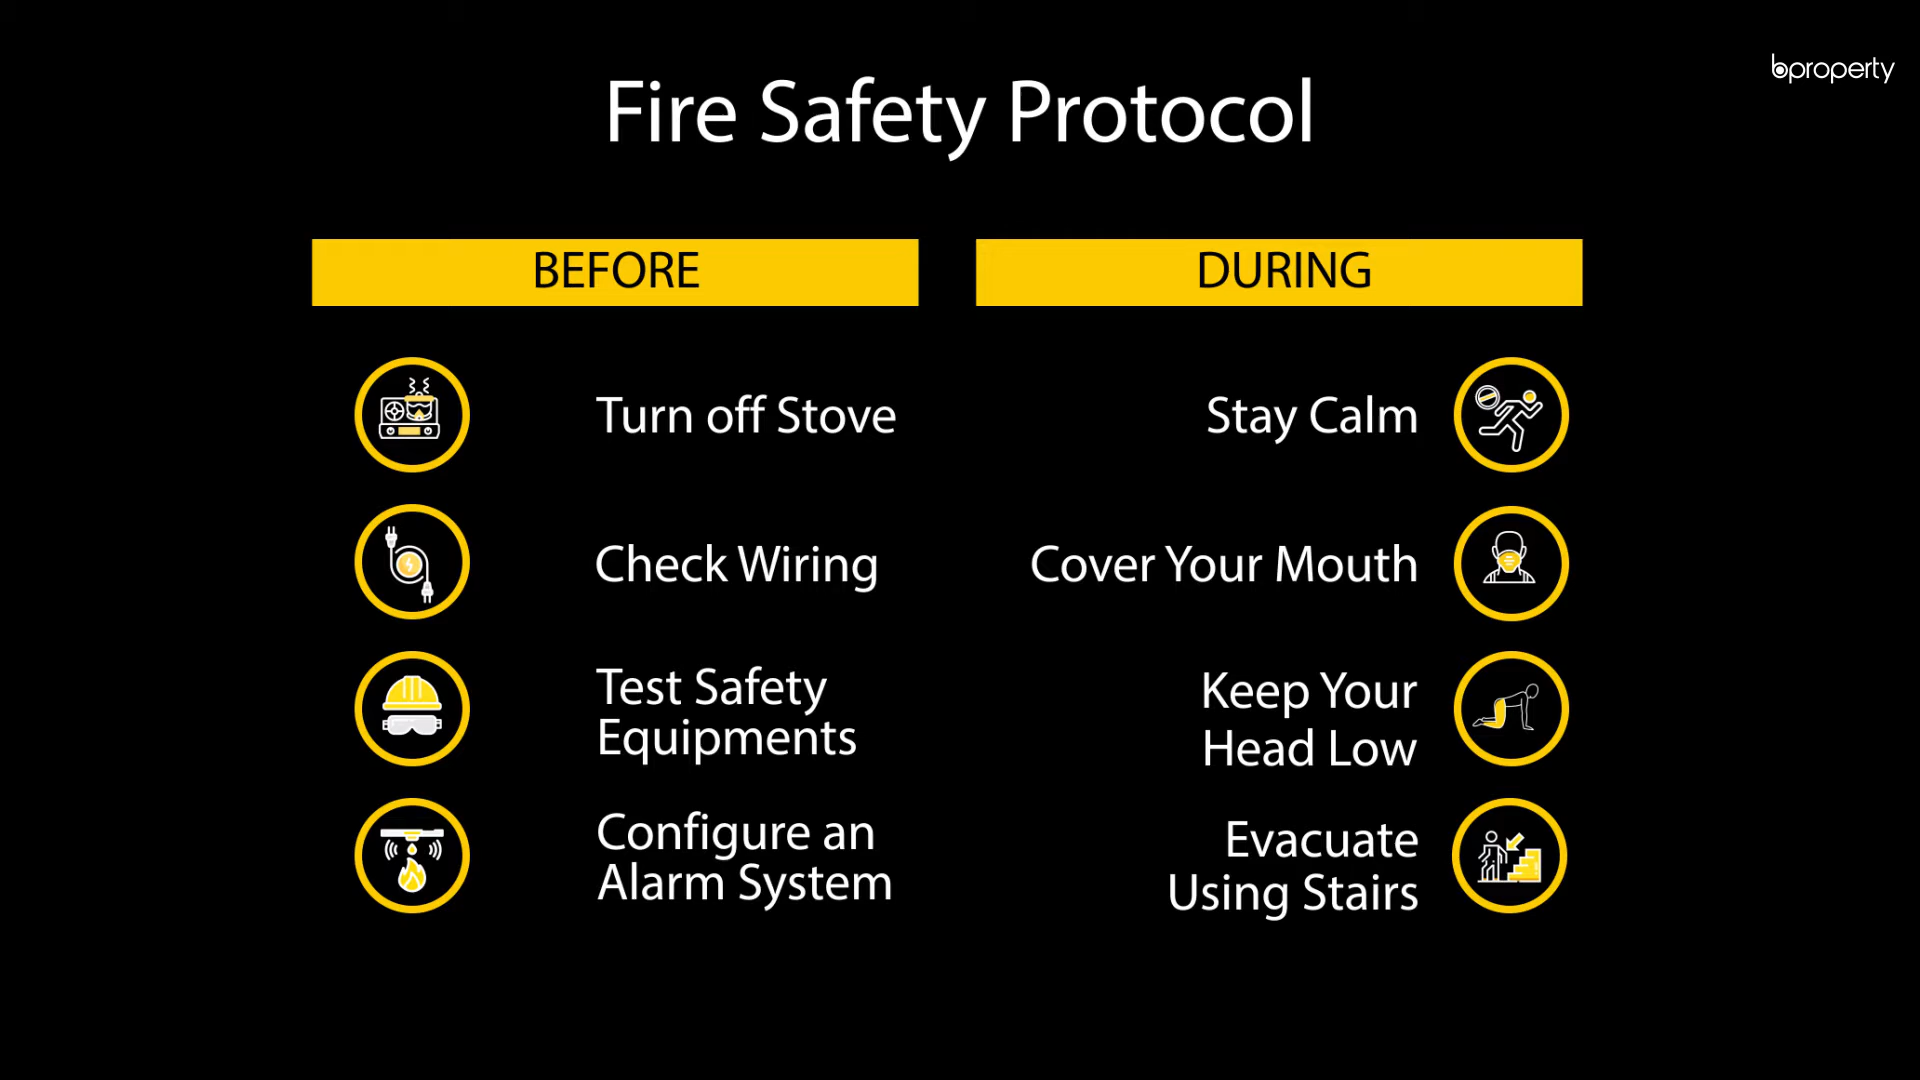 bproperty
Fire Safety Protocol
BEFORE
Turn off Stove
Check Wiring
Test Safety
Equipments
Configure an
Alarm System
DURING
Stay Calm
Cover Your Mouth
Keep Your
Head Low
Evacuate
Using Stairs